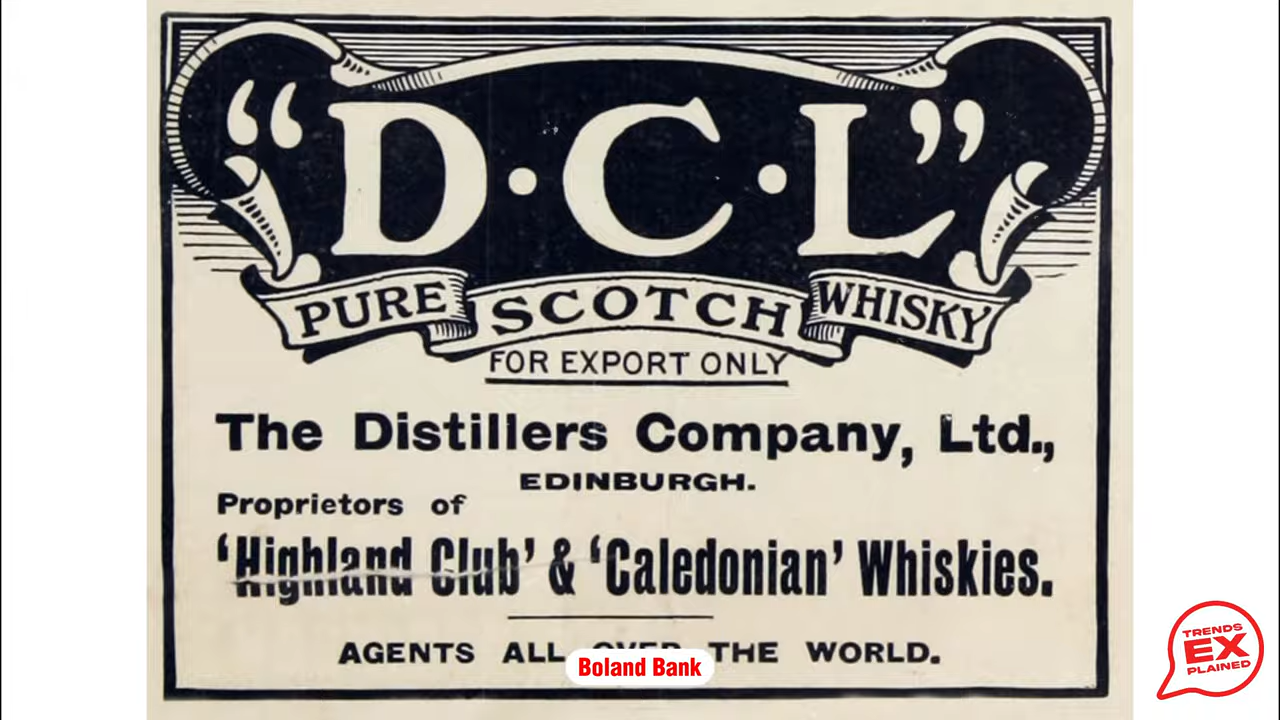 "D·C·L"
PURE SCOTCH WHISKY
FOR EXPORT ONLY
The Distillers Company, Ltd.,
EDINBURGH.
Proprietors of
'Highland Club' & 'Caledonian' Whiskies.
AGENTS ALL OVER THE WORLD.
Boland Bank
TRENDS
EX
PLAINED